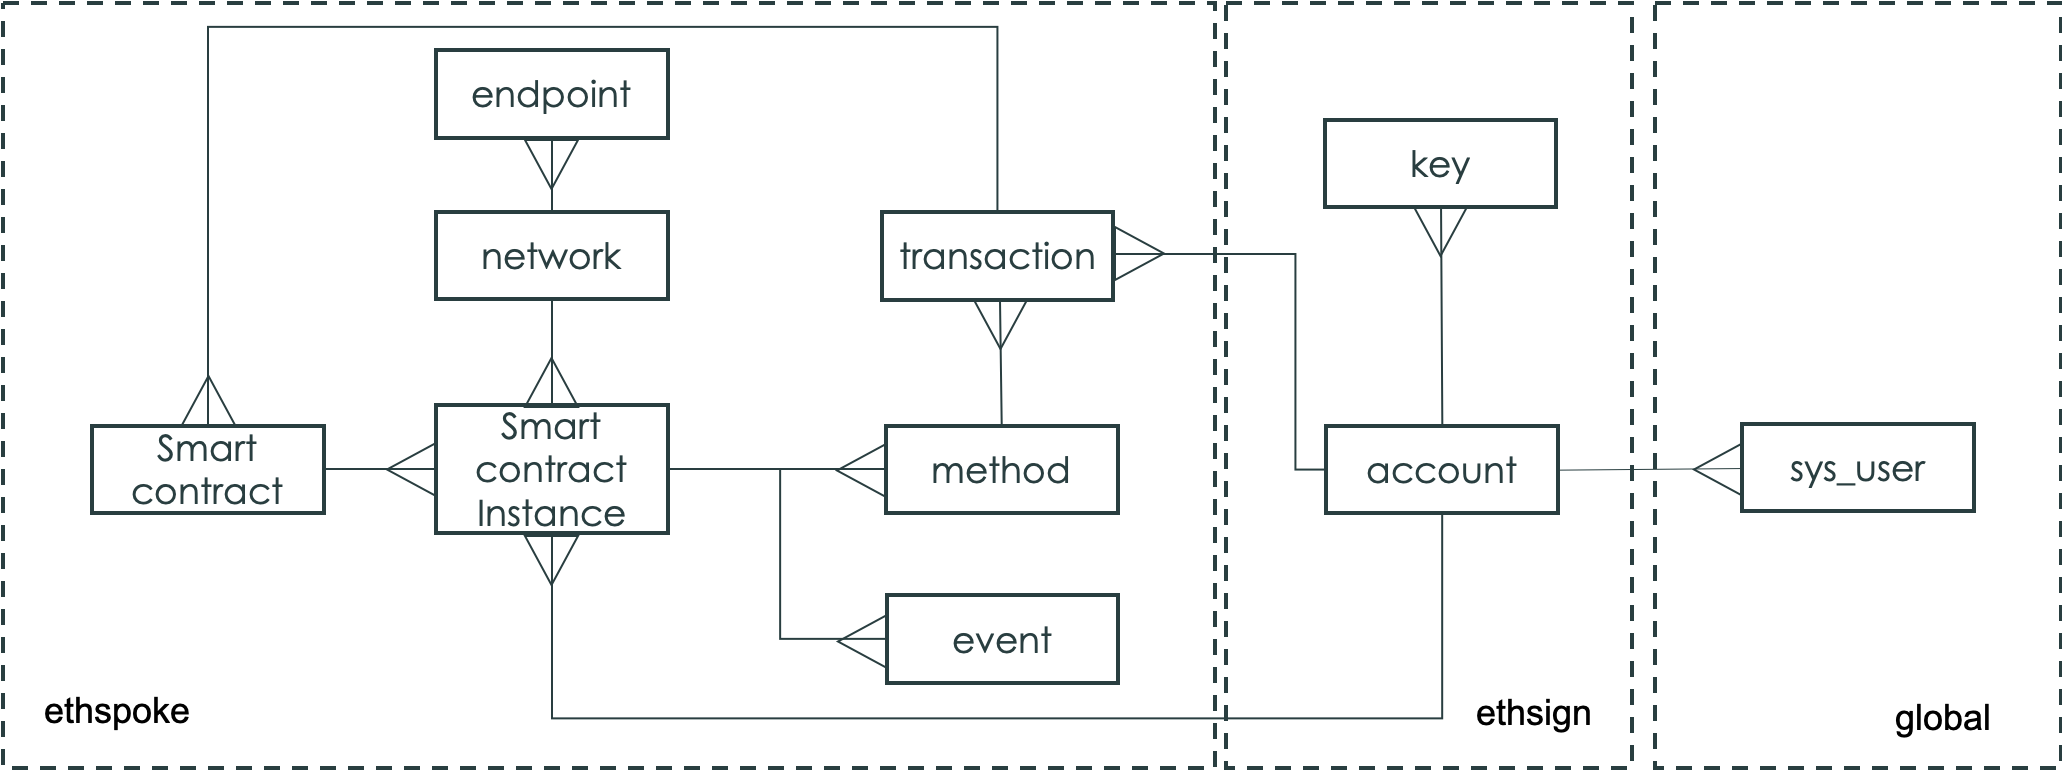 endpoint
key
network
transaction
Smart
contract
Smart
contract
Instance
method
account
sys_user
event
ethspoke
ethsign
global